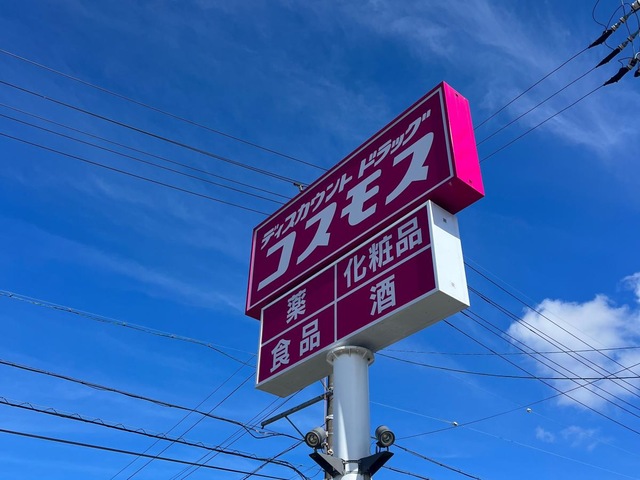 ディスカウント ドラッグ
コスモス
薬 化粧品
食品 酒